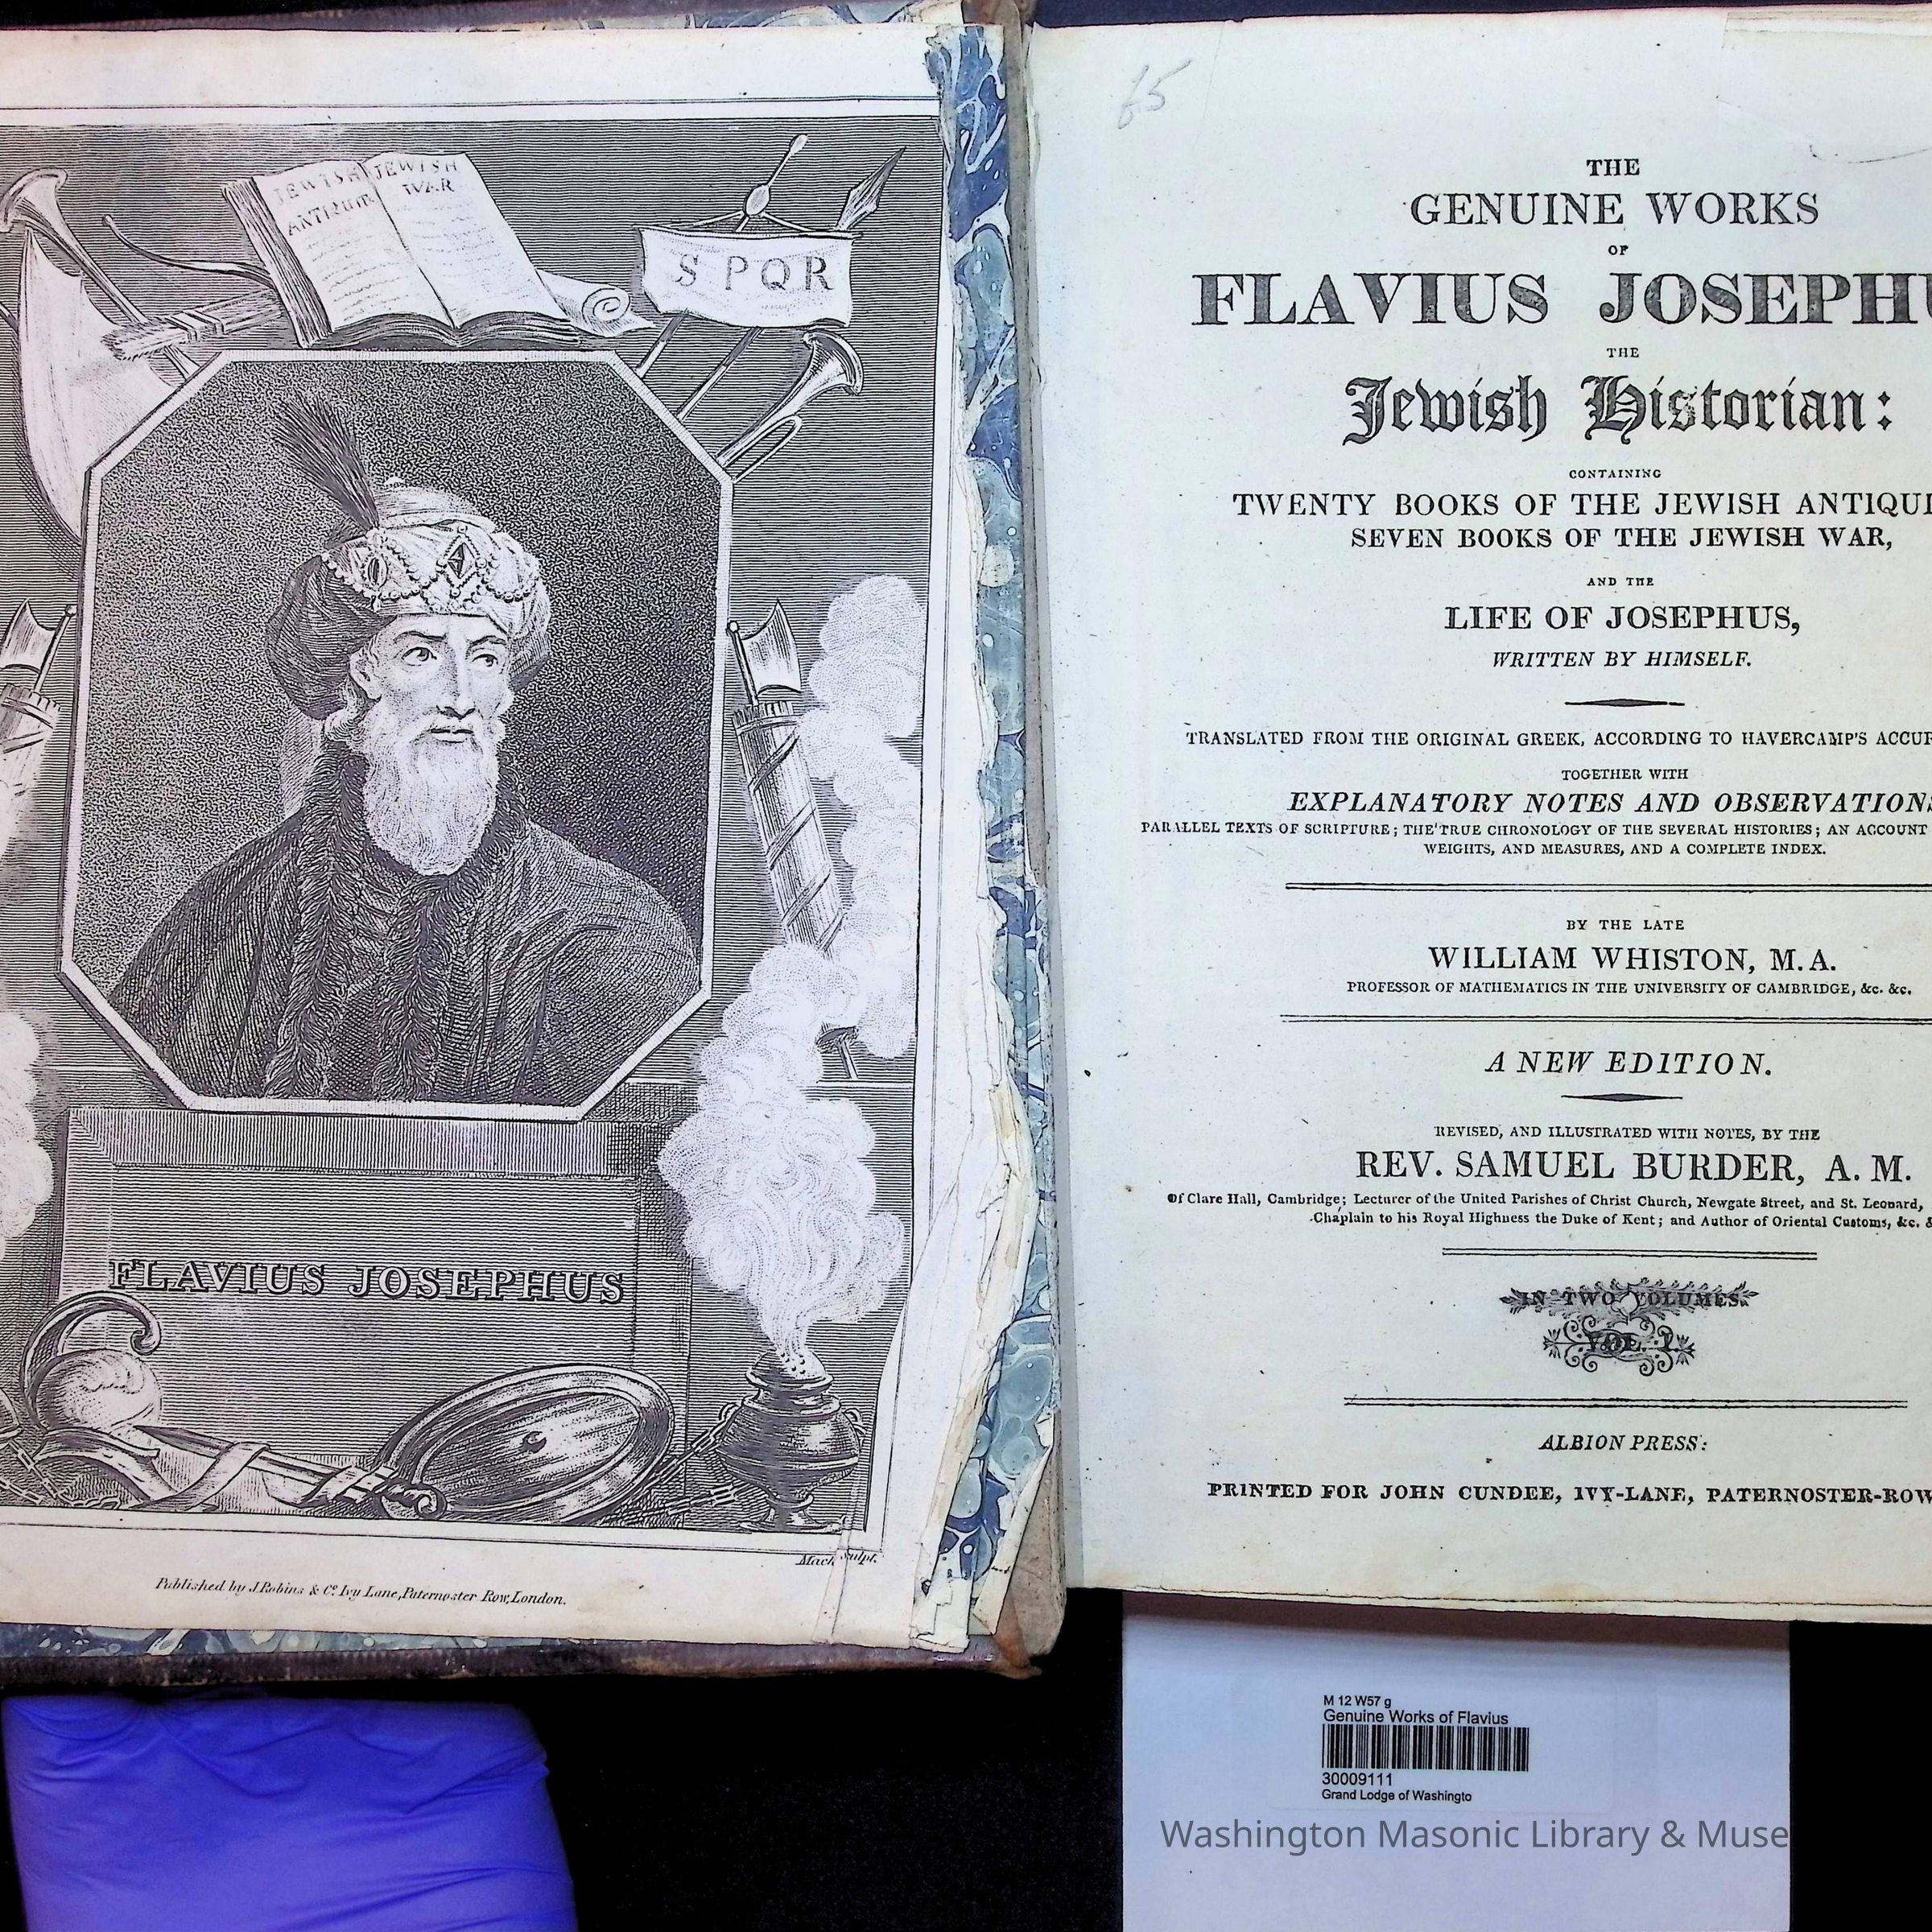 JEWISH
ANTIQUIT
JEWISH
WAR
S P Q R
FLAVIUS JOSEPHUS
Mack Sulpt.
Published by J. Robins & Co. Ivy Lane, Paternoster Row, London.
65
THE
GENUINE WORKS
OF
FLAVIUS JOSEPHU
THE
Jewish Historian:
CONTAINING
TWENTY BOOKS OF THE JEWISH ANTIQUI
SEVEN BOOKS OF THE JEWISH WAR,
AND THE
LIFE OF JOSEPHUS,
WRITTEN BY HIMSELF.
TRANSLATED FROM THE ORIGINAL GREEK, ACCORDING TO HAVERCAMP'S ACCUR
TOGETHER WITH
EXPLANATORY NOTES AND OBSERVATIONS
PARALLEL TEXTS OF SCRIPTURE; THE TRUE CHRONOLOGY OF THE SEVERAL HISTORIES; AN ACCOUNT
WEIGHTS, AND MEASURES, AND A COMPLETE INDEX.
BY THE LATE
WILLIAM WHISTON, M.A.
PROFESSOR OF MATHEMATICS IN THE UNIVERSITY OF CAMBRIDGE, &c. &c.
A NEW EDITION.
REVISED, AND ILLUSTRATED WITH NOTES, BY THE
REV. SAMUEL BURDER, A. M.
Of Clare Hall, Cambridge; Lecturer of the United Parishes of Christ Church, Newgate Street, and St. Leonard,
Chaplain to his Royal Highness the Duke of Kent; and Author of Oriental Customs, &c. &
IN TWO VOLUMES.
VOL. I.
ALBION PRESS:
PRINTED FOR JOHN CUNDEE, IVY-LANE, PATERNOSTER-ROW
M 12 W57 g
Genuine Works of Flavius
30009111
Grand Lodge of Washingto
Washington Masonic Library & Museum